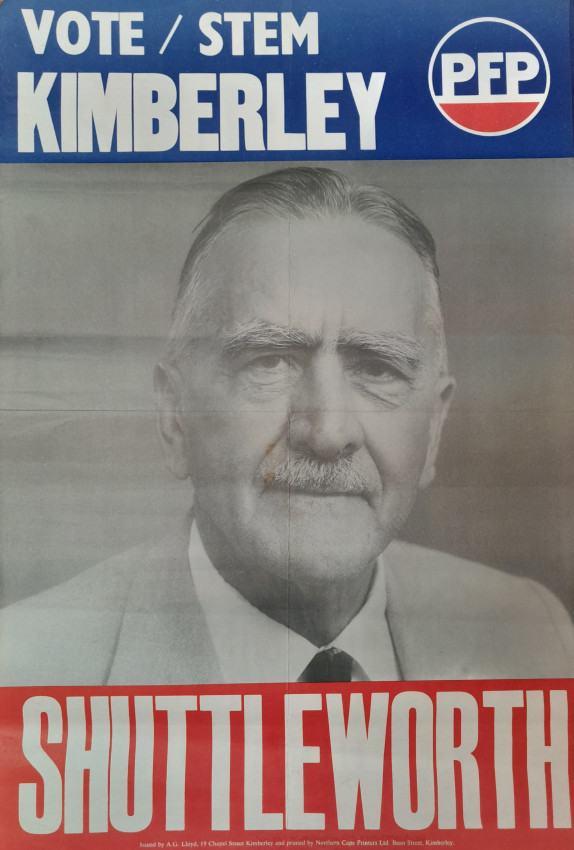 VOTE / STEM
KIMBERLEY
PFP
SHUTTLEWORTH
Issued by A.G. Lloyd, 19 Chapel Street Kimberley and printed by Northern Cape Printers Ltd. Bean Street, Kimberley.